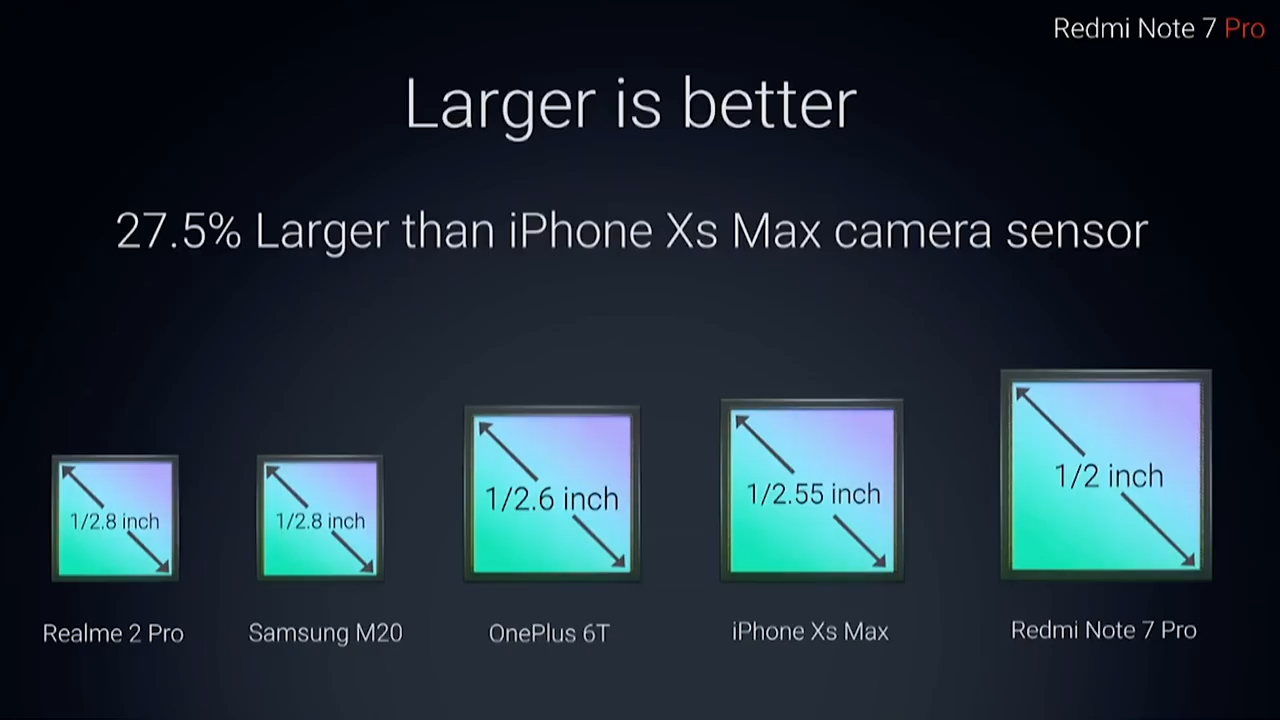 Redmi Note 7 Pro
Larger is better
27.5% Larger than iPhone Xs Max camera sensor
1/2.8 inch
1/2.8 inch
1/2.6 inch
1/2.55 inch
1/2 inch
Realme 2 Pro
Samsung M20
OnePlus 6T
iPhone Xs Max
Redmi Note 7 Pro